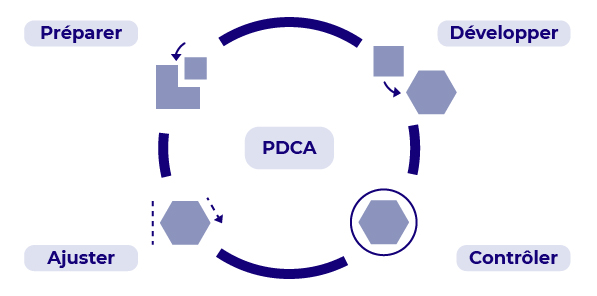 Préparer
Développer
PDCA
Ajuster
Contrôler